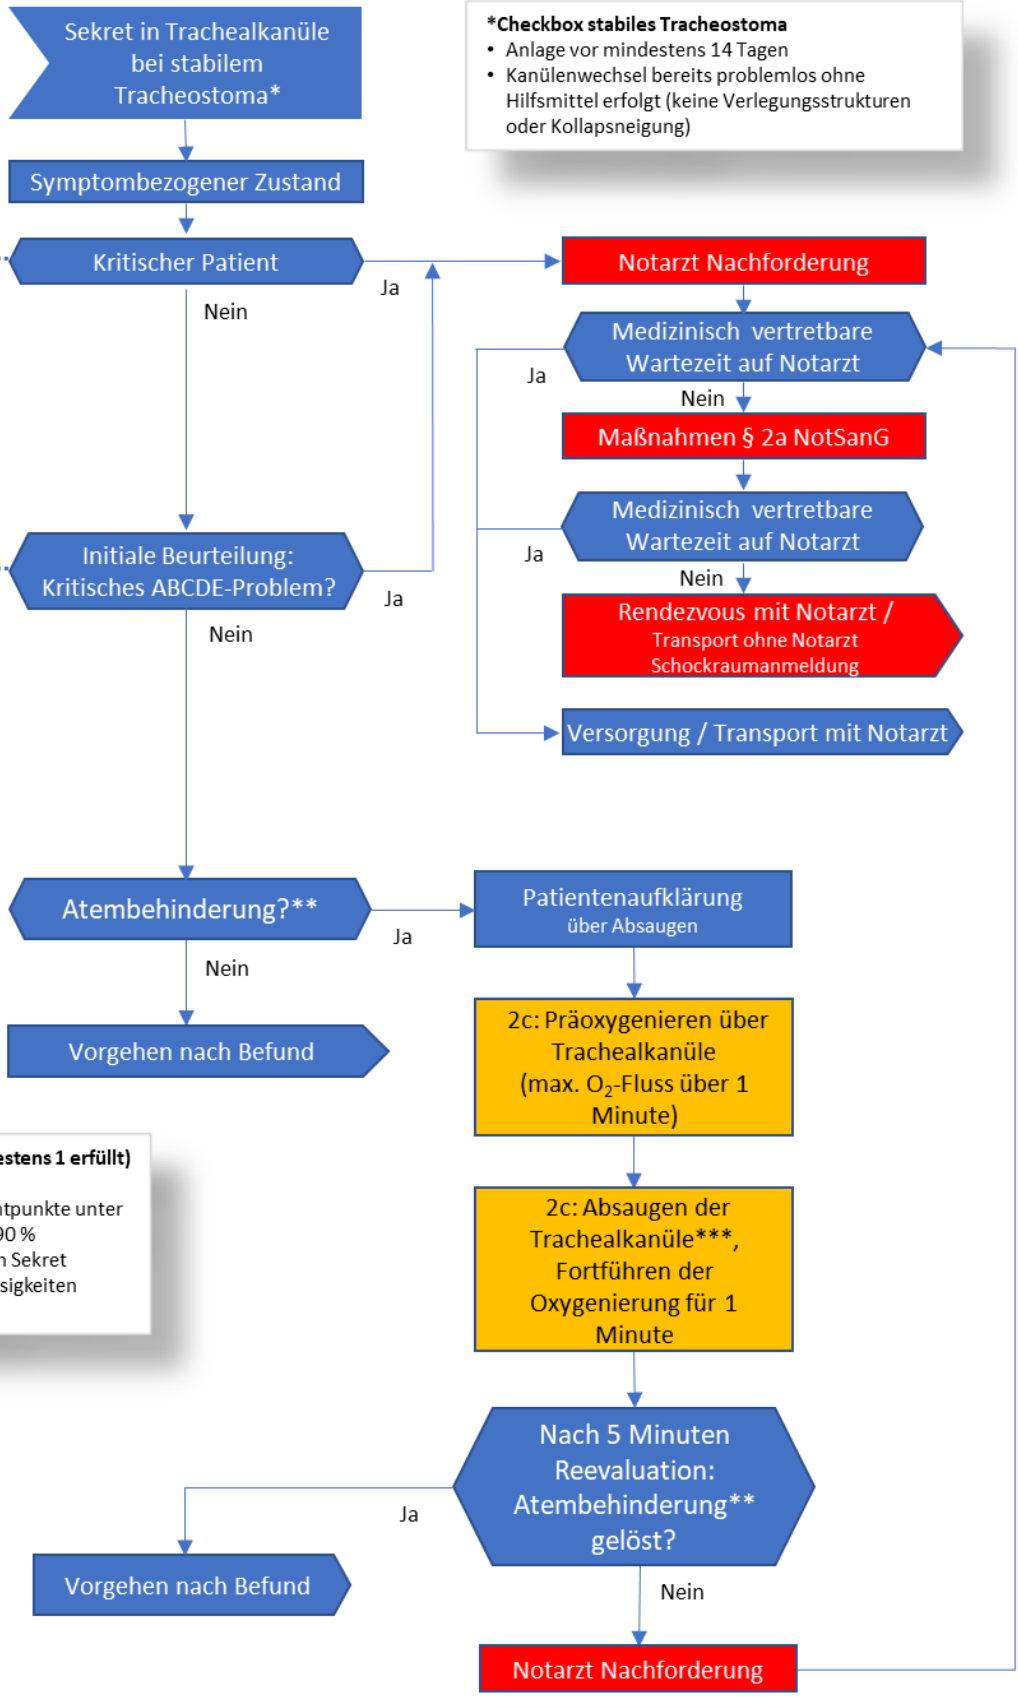 Sekret in Trachealkanüle
bei stabilem
Tracheostoma*
*Checkbox stabiles Tracheostoma
• Anlage vor mindestens 14 Tagen
• Kanülenwechsel bereits problemlos ohne
Hilfsmittel erfolgt (keine Verlegungsstrukturen
oder Kollapsneigung)
Symptombezogener Zustand
Kritischer Patient
Ja
Nein
Notarzt Nachforderung
Medizinisch vertretbare
Wartezeit auf Notarzt
Ja
Nein
Maßnahmen § 2a NotSanG
Medizinisch vertretbare
Wartezeit auf Notarzt
Ja
Nein
Rendezvous mit Notarzt /
Transport ohne Notarzt
Schockraumanmeldung
Versorgung / Transport mit Notarzt
Initiale Beurteilung:
Kritisches ABCDE-Problem?
Ja
Nein
Atembehinderung?**
Ja
Nein
Vorgehen nach Befund
Patientenaufklärung
über Absaugen
2c: Präoxygenieren über
Trachealkanüle
(max. O₂-Fluss über 1
Minute)
estens 1 erfüllt)
ntpunkte unter
90 %
n Sekret
sigkeiten
2c: Absaugen der
Trachealkanüle***,
Fortführen der
Oxygenierung für 1
Minute
Nach 5 Minuten
Reevaluation:
Atembehinderung**
gelöst?
Ja
Nein
Vorgehen nach Befund
Notarzt Nachforderung